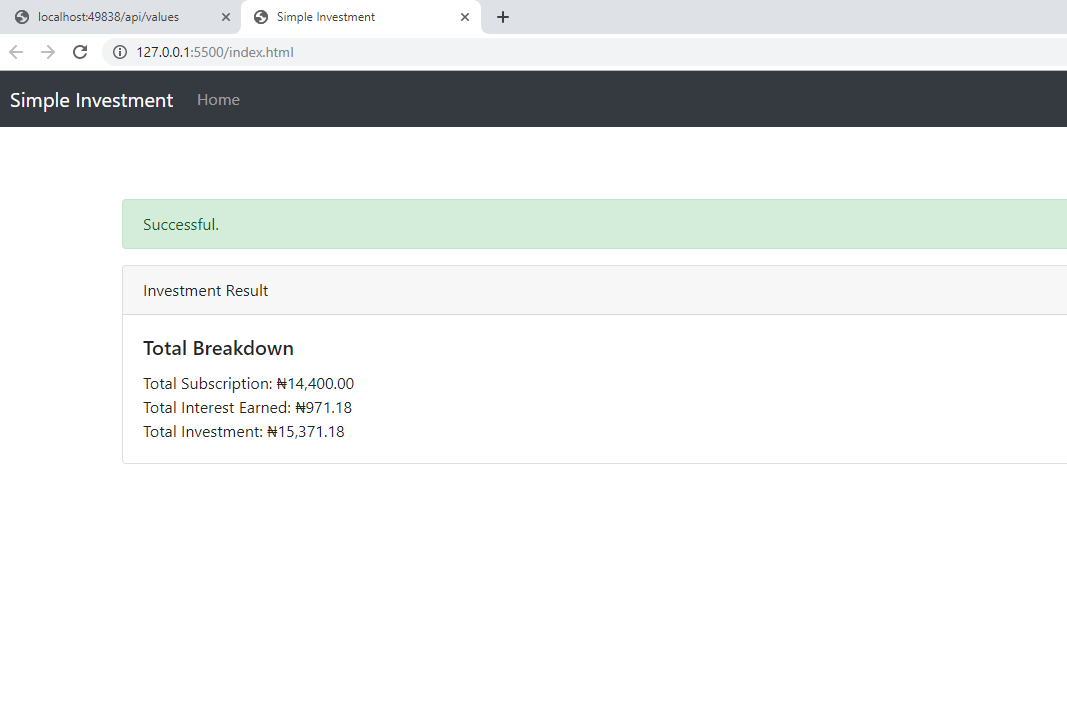 localhost:49838/api/values
Simple Investment
127.0.0.1:5500/index.html
Simple Investment Home
Successful.
Investment Result
Total Breakdown
Total Subscription: ₦14,400.00
Total Interest Earned: ₦971.18
Total Investment: ₦15,371.18